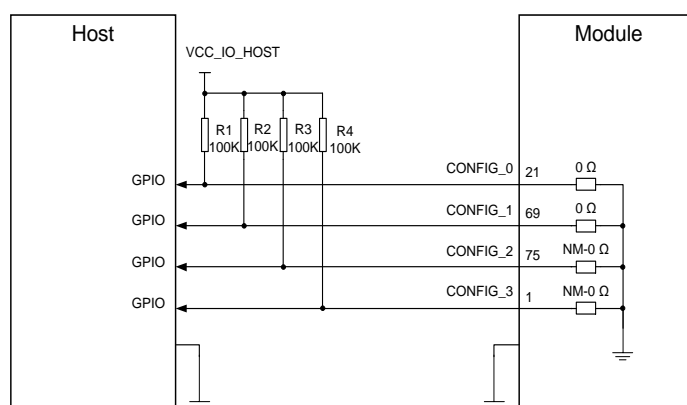 Host
Module
VCC_IO_HOST
R1 R2 R3 R4
100K 100K 100K 100K
GPIO CONFIG_0 21 0 Ω
GPIO CONFIG_1 69 0 Ω
GPIO CONFIG_2 75 NM-0 Ω
GPIO CONFIG_3 1 NM-0 Ω